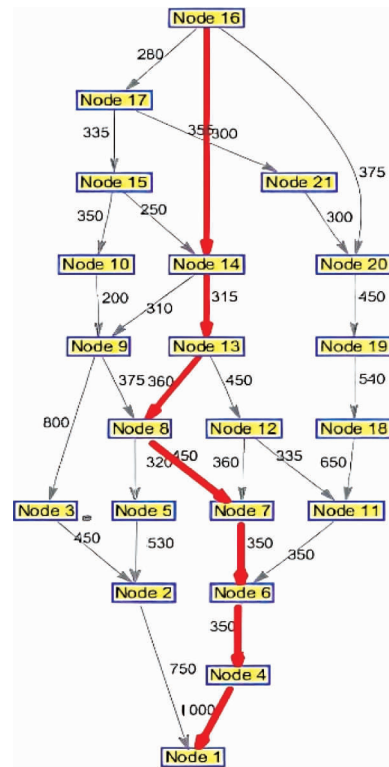 Node 16
280
Node 17
335
355
300
375
Node 15
Node 21
350
250
300
Node 10
Node 14
Node 20
200
310
315
450
Node 9
Node 13
Node 19
375
360
450
540
800
Node 8
Node 12
Node 18
320
450
360
335
650
Node 3
Node 5
Node 7
Node 11
450
530
350
350
Node 2
Node 6
350
750
Node 4
1000
Node 1